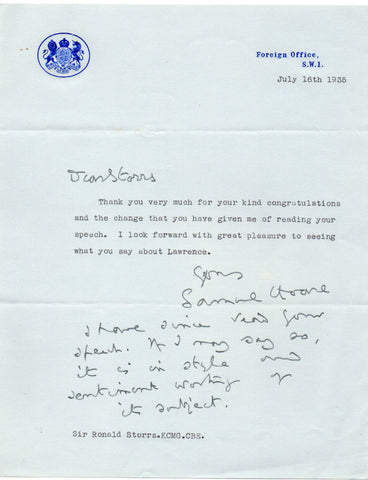 Foreign Office,
S.W.1.
July 16th 1935
Dear Storrs
Thank you very much for your kind congratulations
and the change that you have given me of reading your
speech. I look forward with great pleasure to seeing
what you say about Lawrence.
Yours
Samuel Hoare
I have since read your
speech. If I may say so,
it is in style and
sentiment worthy of
its subject.
Sir Ronald Storrs.KCMG.CBE.